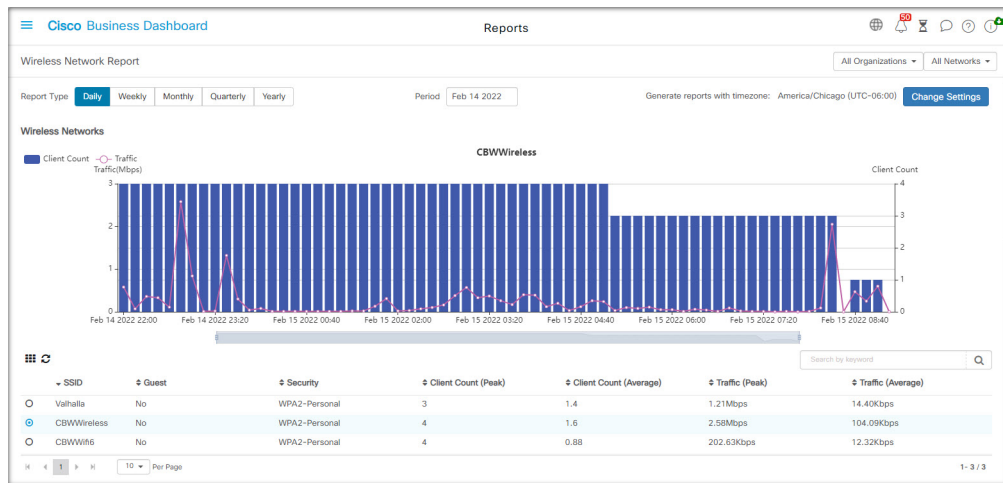 Cisco Business Dashboard
Reports
50
Wireless Network Report
All Organizations
All Networks
Report Type
Daily
Weekly
Monthly
Quarterly
Yearly
Period
Feb 14 2022
Generate reports with timezone: America/Chicago (UTC-06:00)
Change Settings
Wireless Networks
CBWWireless
Client Count
Traffic
Traffic(Mbps)
Client Count
3
2
1
0
4
3
2
1
0
Feb 14 2022 22:00
Feb 14 2022 23:20
Feb 15 2022 00:40
Feb 15 2022 02:00
Feb 15 2022 03:20
Feb 15 2022 04:40
Feb 15 2022 06:00
Feb 15 2022 07:20
Feb 15 2022 08:40
Search by keyword
SSID Guest Security Client Count (Peak) Client Count (Average) Traffic (Peak) Traffic (Average)
Valhalla No WPA2-Personal 3 1.4 1.21Mbps 14.40Kbps
CBWWireless No WPA2-Personal 4 1.6 2.58Mbps 104.09Kbps
CBWWifi6 No WPA2-Personal 4 0.88 202.63Kbps 12.32Kbps
1
10 Per Page
1- 3 / 3